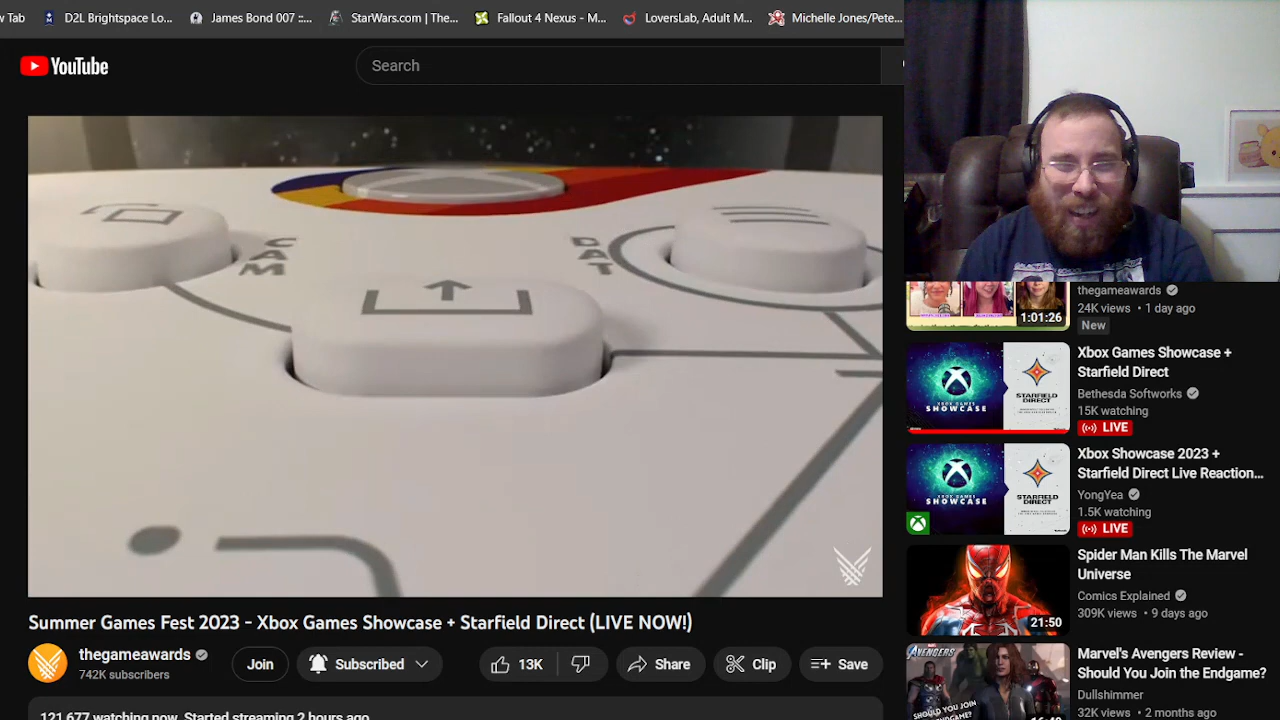 w Tab
D2L Brightspace Lo...
James Bond 007 ::...
StarWars.com | The...
Fallout 4 Nexus - M...
LoversLab, Adult M...
Michelle Jones/Pete...
YouTube
Search
CAM
DAT
thegameawards
24K views • 1 day ago
New
1:01:26
Xbox Games Showcase +
Starfield Direct
Bethesda Softworks
15K watching
LIVE
XBOX GAMES
SHOWCASE
STARFIELD
DIRECT
Xbox Showcase 2023 +
Starfield Direct Live Reaction...
YongYea
1.5K watching
LIVE
XBOX GAMES
SHOWCASE
STARFIELD
DIRECT
Spider Man Kills The Marvel
Universe
Comics Explained
309K views • 9 days ago
21:50
Marvel's Avengers Review -
Should You Join the Endgame?
Dullshimmer
32K views • 2 months ago
AVENGERS
SHOULD YOU JOIN
Summer Games Fest 2023 - Xbox Games Showcase + Starfield Direct (LIVE NOW!)
thegameawards
742K subscribers
Join
Subscribed
13K
Share
Clip
Save
121,677 watching now Started streaming 2 hours ago